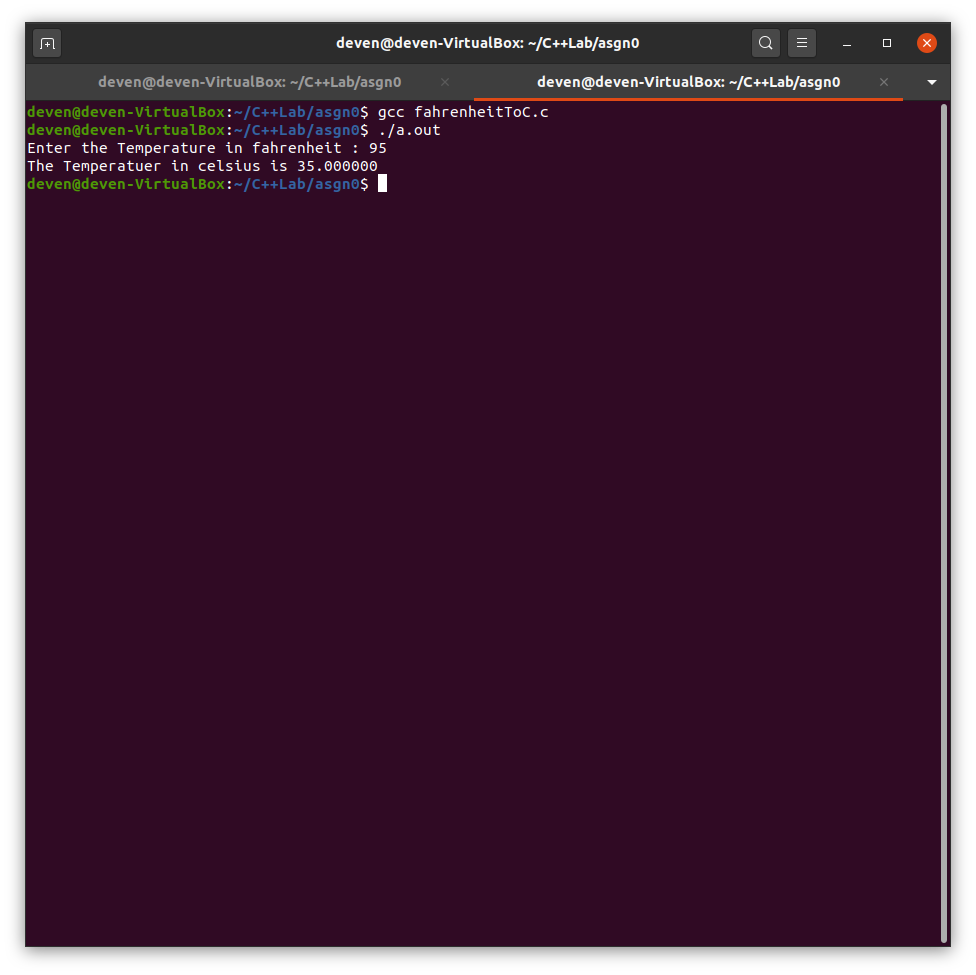 deven@deven-VirtualBox: ~/C++Lab/asgn0
deven@deven-VirtualBox: ~/C++Lab/asgn0
deven@deven-VirtualBox: ~/C++Lab/asgn0
deven@deven-VirtualBox:~/C++Lab/asgn0$ gcc fahrenheitToC.c
deven@deven-VirtualBox:~/C++Lab/asgn0$ ./a.out
Enter the Temperature in fahrenheit : 95
The Temperatuer in celsius is 35.000000
deven@deven-VirtualBox:~/C++Lab/asgn0$